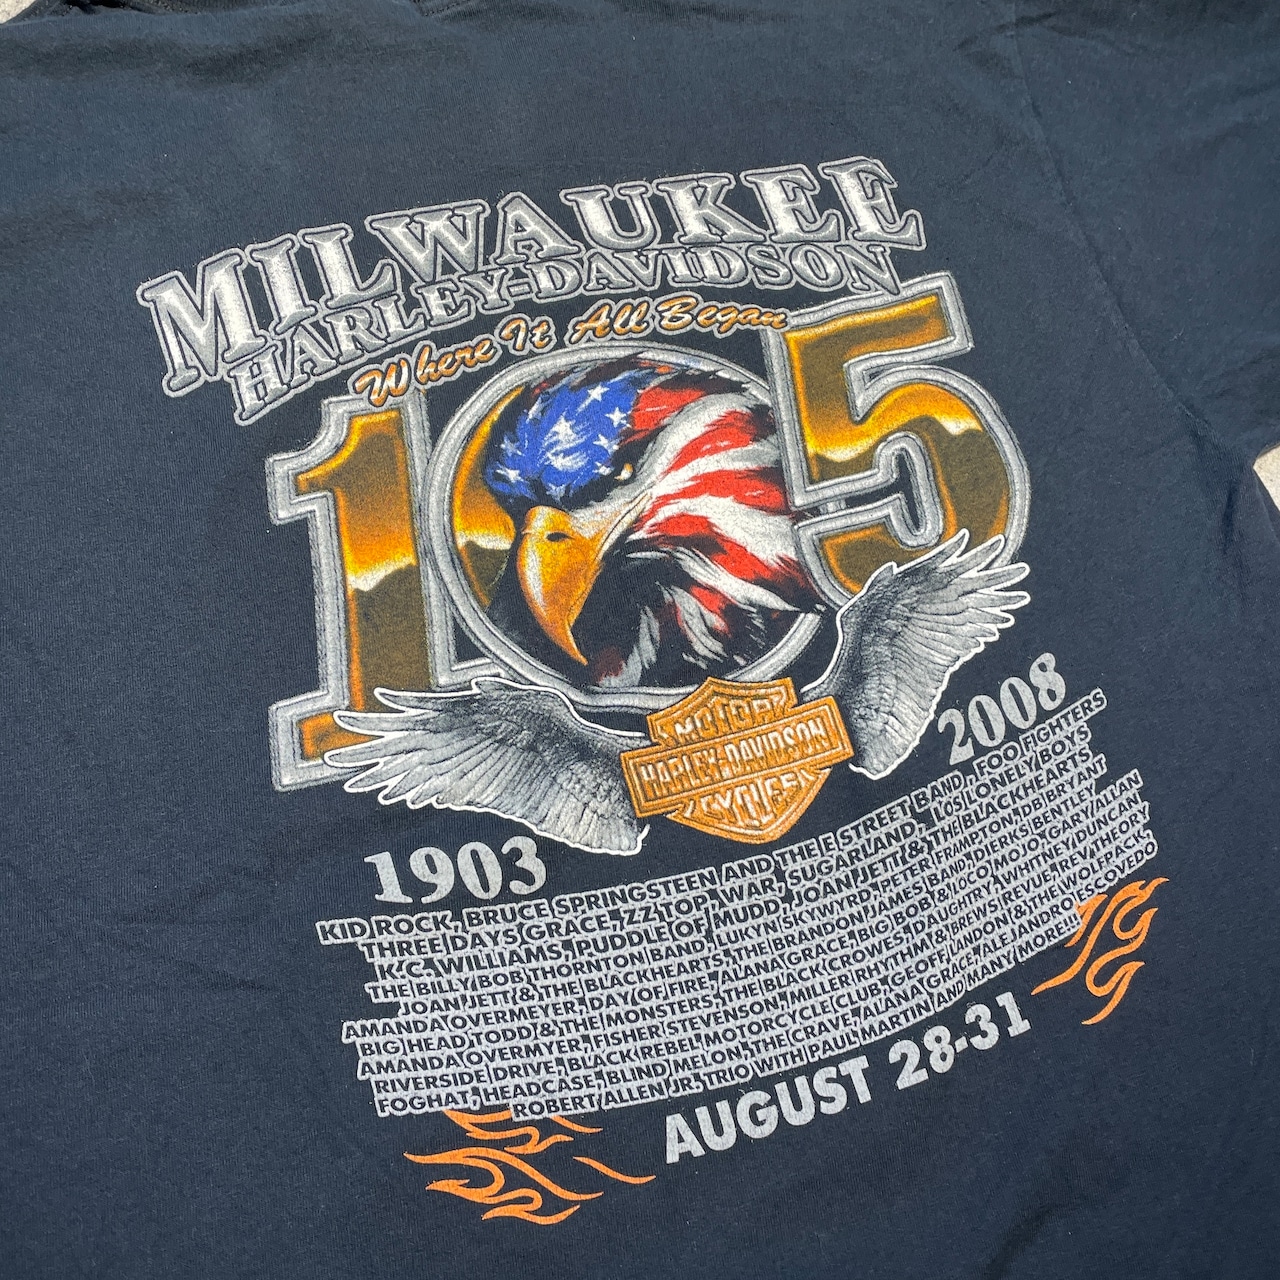 MILWAUKEE
HARLEY-DAVIDSON
Where It All Began
105
MOTOR
HARLEY-DAVIDSON
CYCLES
1903
2008
KID ROCK, BRUCE SPRINGSTEEN AND THE E STREET BAND, FOO FIGHTERS
THREE DAYS GRACE, ZZ TOP, WAR, SUGARLAND, LOS LONELY BOYS
K.C. WILLIAMS, PUDDLE OF MUDD, JOAN JETT & THE BLACKHEARTS
THE BILLY BOB THORNTON BAND, LUKYN SKYWYRD, PETER FRAMPTON, DB BRYANT
JOAN JETT & THE BLACKHEARTS, THE BRANDON JAMES BAND, DIERKS BENTLEY
AMANDA OVERMEYER, DAY OF FIRE, ALANA GRACE, BIG BOB & LOCO MOJO, GARY ALLAN
BIG HEAD TODD & THE MONSTERS, THE BLACK CROWES, DAUGHTRY, WHITNEY DUNCAN,
AMANDA OVERMYER, FISHER STEVENSON, MILLER RHYTHIM & BREWS REVUE, REV THEORY
RIVERSIDE DRIVE, BLACK REBEL MOTORCYCLE CLUB, GEOFF LANDON & THE WOLFPACK
FOGHAT, HEADCASE, BLIND MELON, THE CRAVE, ALANA GRACE, ALEJANDRO ESCOVEDO
ROBERT ALLEN JR. TRIO WITH PAUL MARTIN AND MANY MORE!!!
AUGUST 28-31